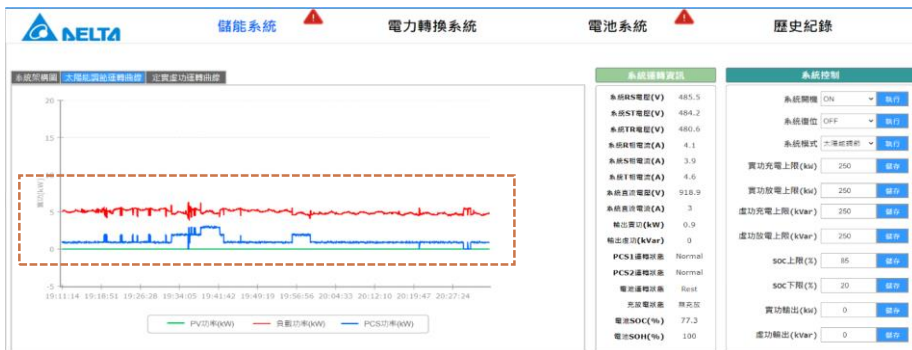 DELTA
儲能系統
電力轉換系統
電池系統
歷史紀錄
系統架構圖 太陽能調節運轉曲線 定實虛功運轉曲線
20
15
10
5
0
-5
實功(kW)
19:11:14 19:18:51 19:26:28 19:34:05 19:41:42 19:49:19 19:56:56 20:04:33 20:12:10 20:19:47 20:27:24
PV功率(kW) 負載功率(kW) PCS功率(kW)
系統運轉資訊
系統RS電壓(V) 485.5
系統ST電壓(V) 484.2
系統TR電壓(V) 480.6
系統R相電流(A) 4.1
系統S相電流(A) 3.9
系統T相電流(A) 4.6
系統直流電壓(V) 918.9
系統直流電流(A) 3
輸出實功(kW) 0.9
輸出虛功(kVar) 0
PCS1運轉狀態 Normal
PCS2運轉狀態 Normal
電池運轉狀態 Rest
充放電狀態 無充放
電池SOC(%) 77.3
電池SOH(%) 100
系統控制
系統開機 ON 執行
系統復位 OFF 執行
系統模式 太陽能調節 執行
實功充電上限(kW) 250 儲存
實功放電上限(kW) 250 儲存
虛功充電上限(kVar) 250 儲存
虛功放電上限(kVar) 250 儲存
SOC上限(%) 85 儲存
SOC下限(%) 20 儲存
實功輸出(kW) 0 儲存
虛功輸出(kVar) 0 儲存